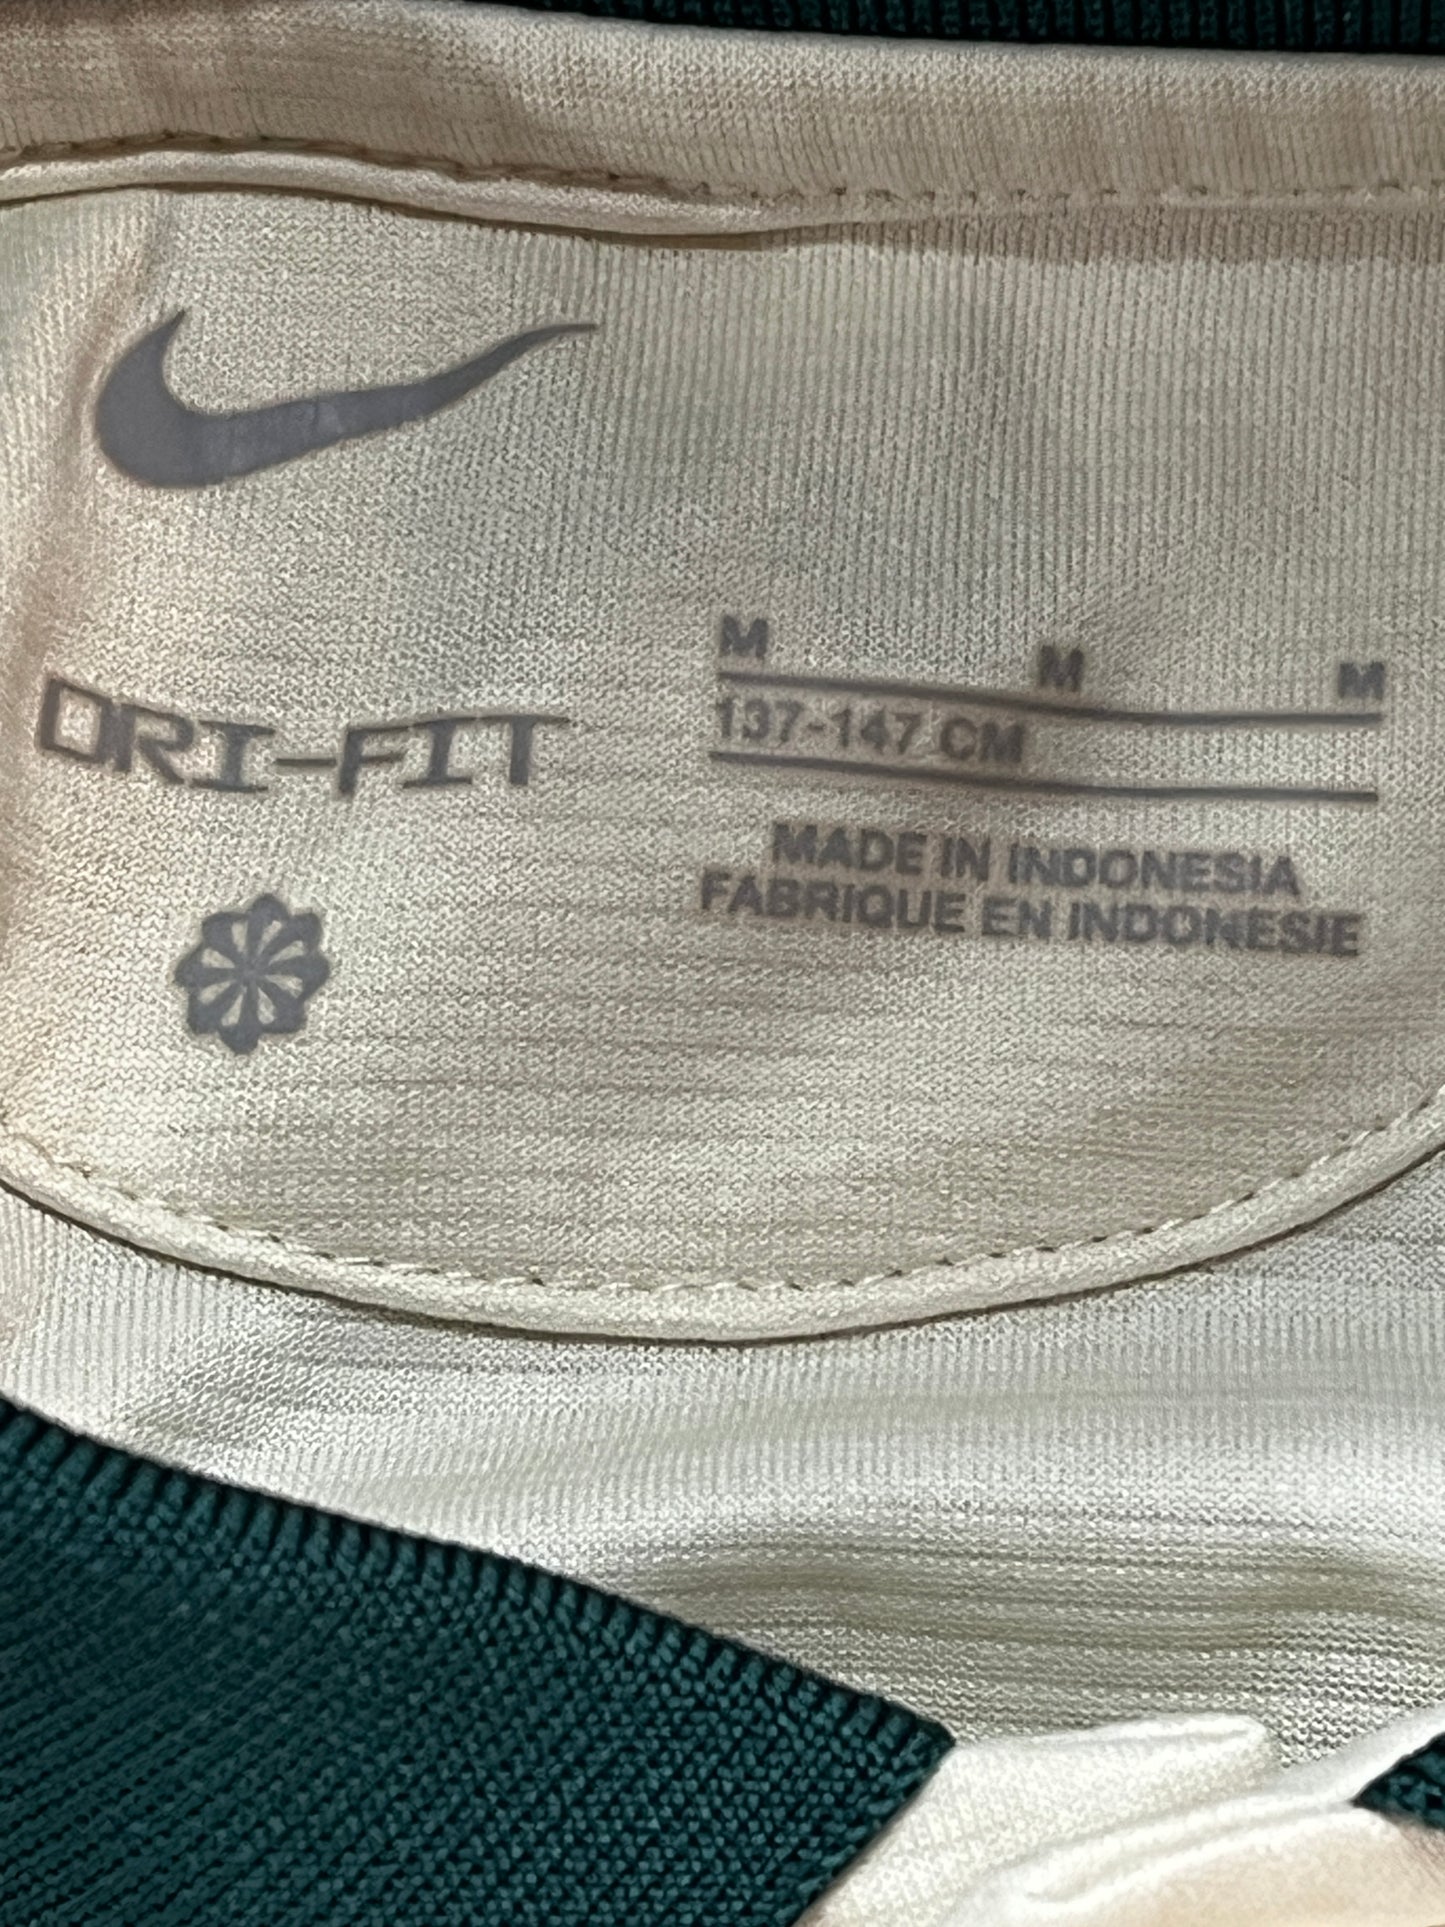 DRI-FIT
M M M
137-147 CM
MADE IN INDONESIA
FABRIQUE EN INDONESIE